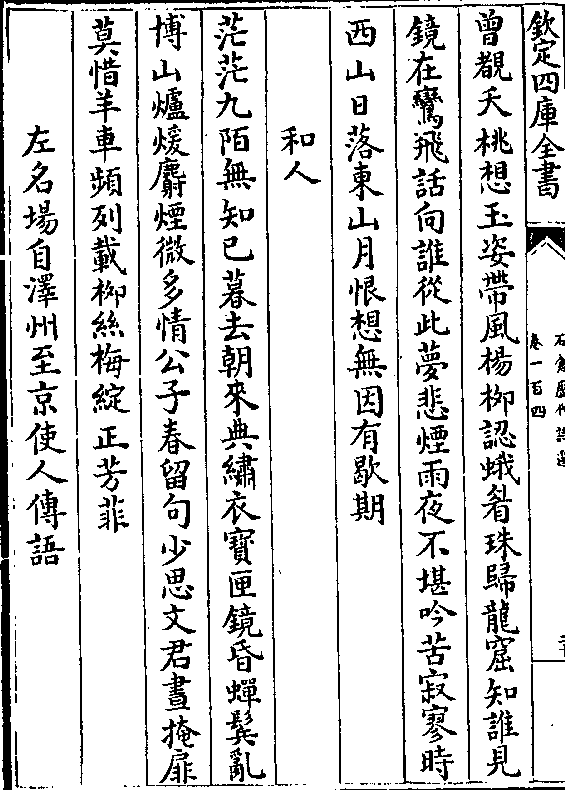 欽定四庫全書
石倉歷代詩選
卷一百四
曾覩夭桃想玉姿帶風楊柳認蛾眉珠歸龍窟知誰見
鏡在鸞飛話向誰從此夢悲煙雨夜不堪吟苦寂寥時
西山日落東山月恨想無因有歇期
和人
茫茫九陌無知己暮去朝來典繡衣寶匣鏡昏蟬鬢亂
博山爐煖麝煙微多情公子春留句少思文君晝掩扉
莫惜羊車頻列載柳絲梅綻正芳菲
左名場自澤州至京使人傳語